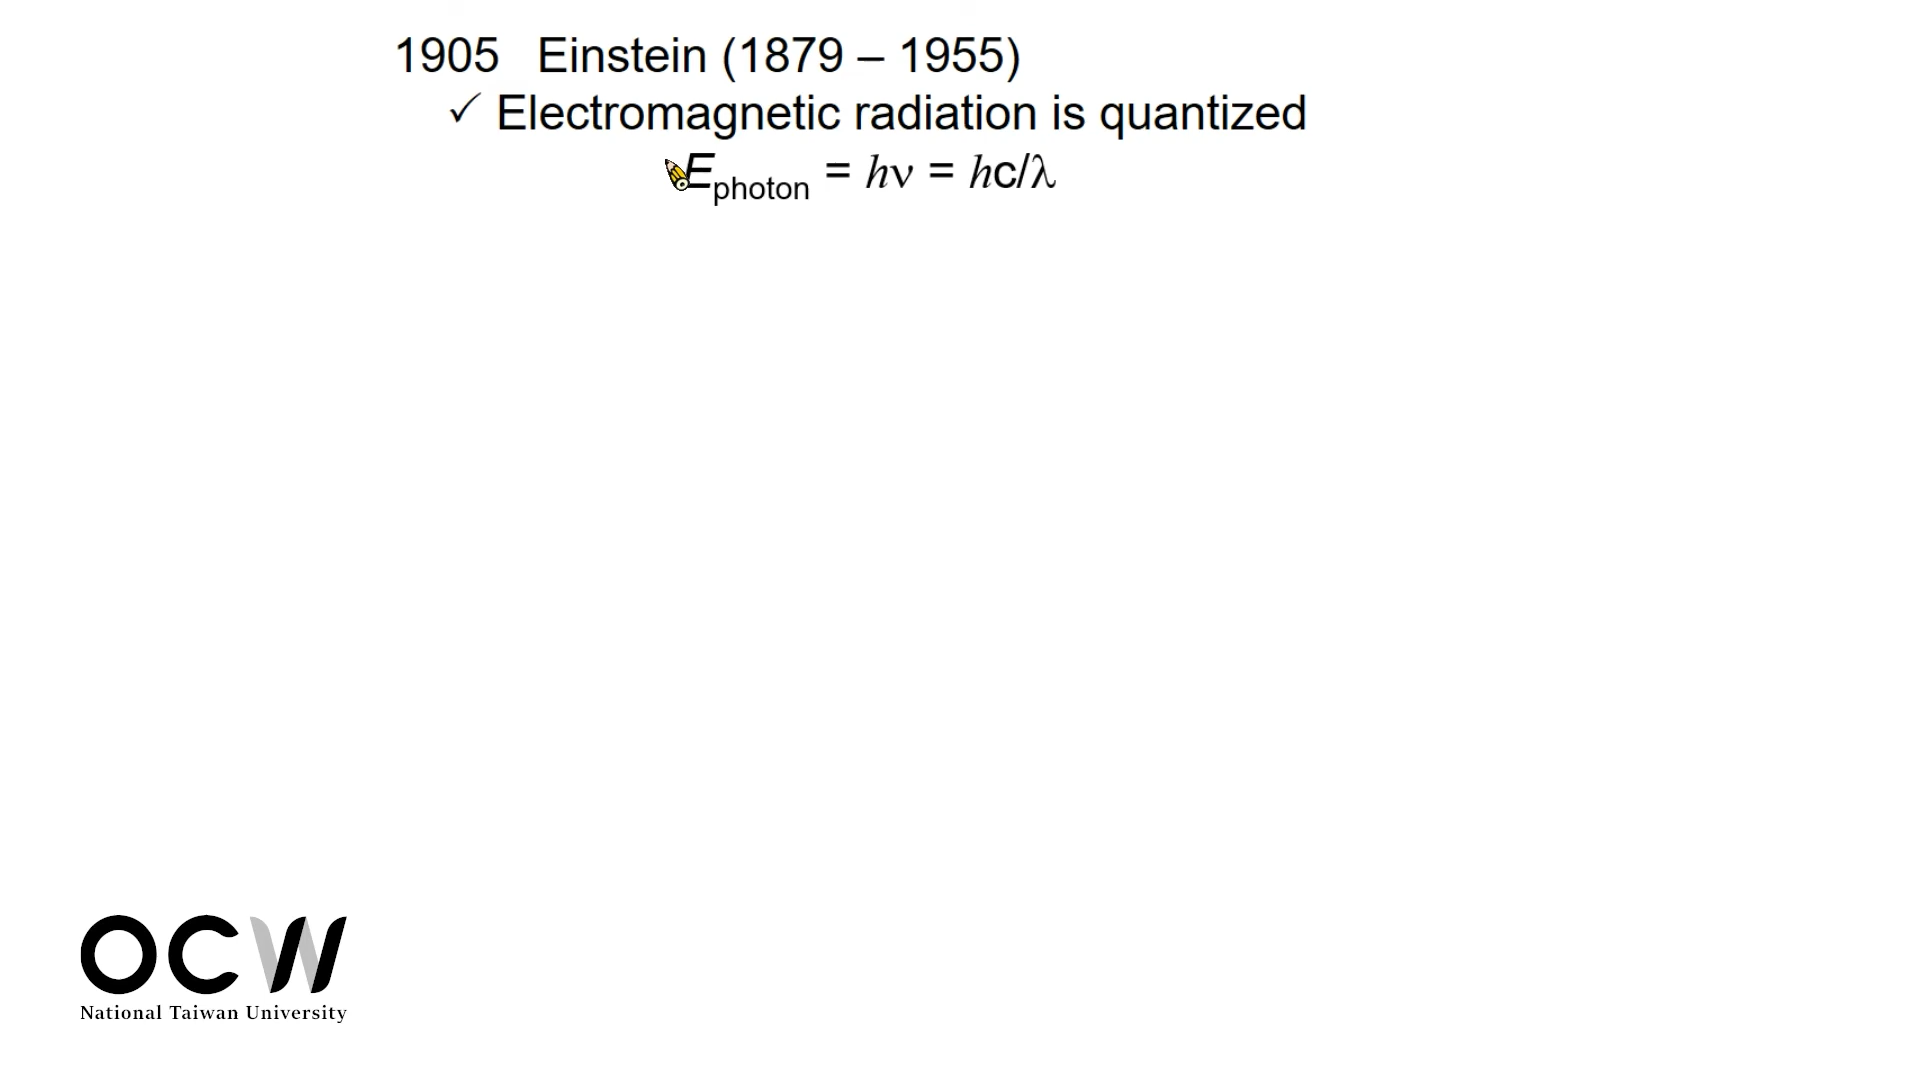 1905 Einstein (1879 – 1955)
✓ Electromagnetic radiation is quantized
Ephoton = hν = hc/λ
OCW
National Taiwan University